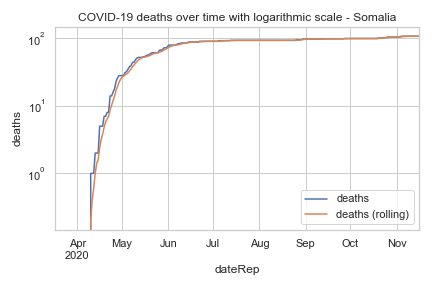 COVID-19 deaths over time with logarithmic scale - Somalia
10²
10¹
10⁰
deaths
deaths
deaths (rolling)
Apr May Jun Jul Aug Sep Oct Nov
2020
dateRep